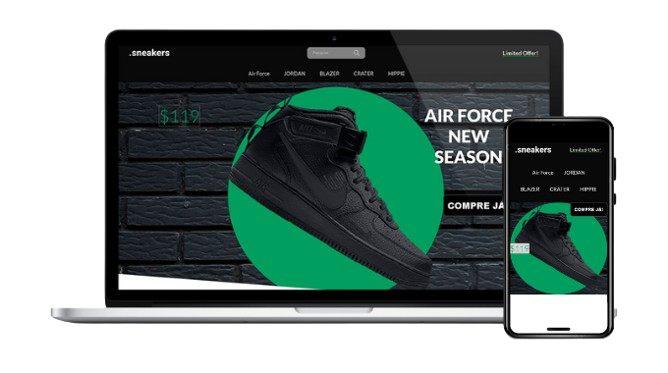 .sneakers
Limited Offer!
Air Force JORDAN BLAZER CRATER HIPPIE
$119
AIR FORCE
NEW
SEASON
COMPRE JÁ
.sneakers Limited Offer!
Air Force JORDAN
BLAZER CRATER HIPPIE
COMPRE JÁ!
$119